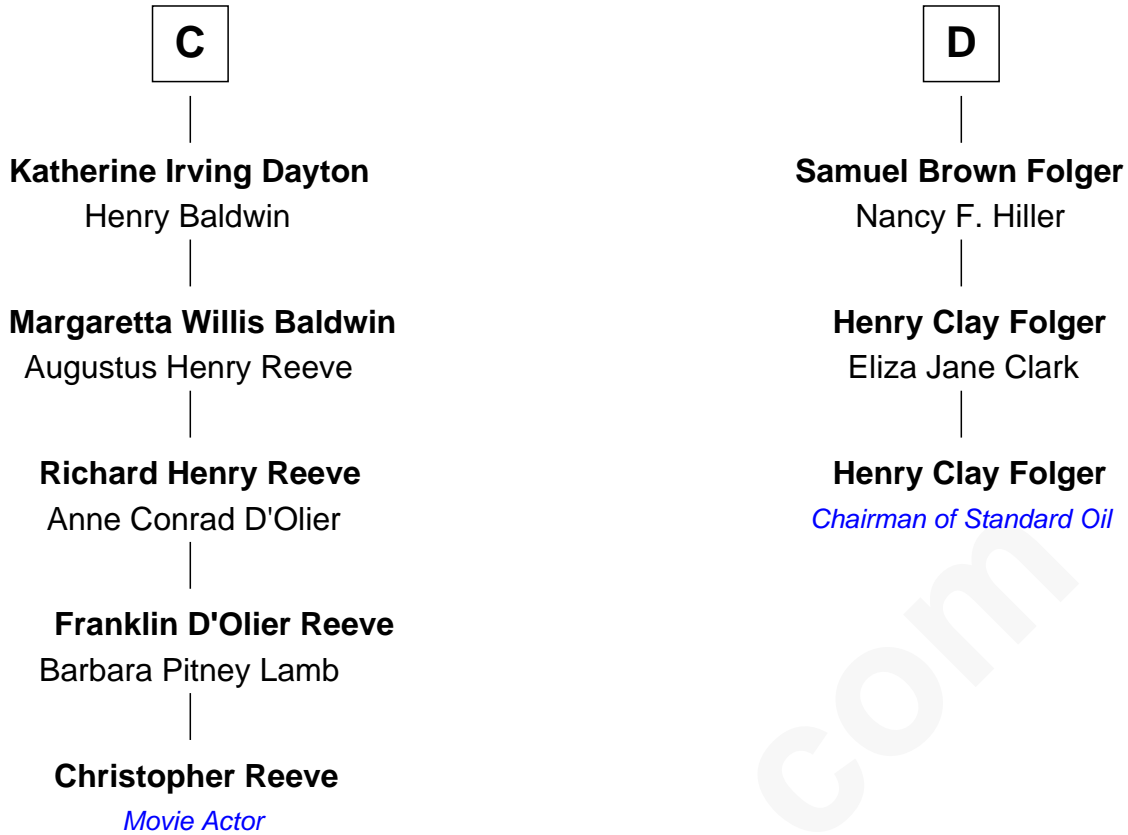 C
Katherine Irving Dayton
Henry Baldwin
Margaretta Willis Baldwin
Augustus Henry Reeve
Richard Henry Reeve
Anne Conrad D'Olier
Franklin D'Olier Reeve
Barbara Pitney Lamb
Christopher Reeve
Movie Actor
D
Samuel Brown Folger
Nancy F. Hiller
Henry Clay Folger
Eliza Jane Clark
Henry Clay Folger
Chairman of Standard Oil
com